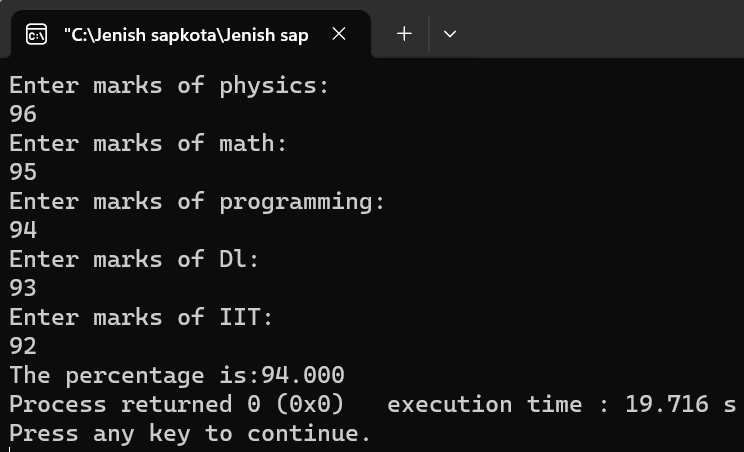 "C:\Jenish sapkota\Jenish sap
Enter marks of physics:
96
Enter marks of math:
95
Enter marks of programming:
94
Enter marks of Dl:
93
Enter marks of IIT:
92
The percentage is:94.000
Process returned 0 (0x0)   execution time : 19.716 s
Press any key to continue.